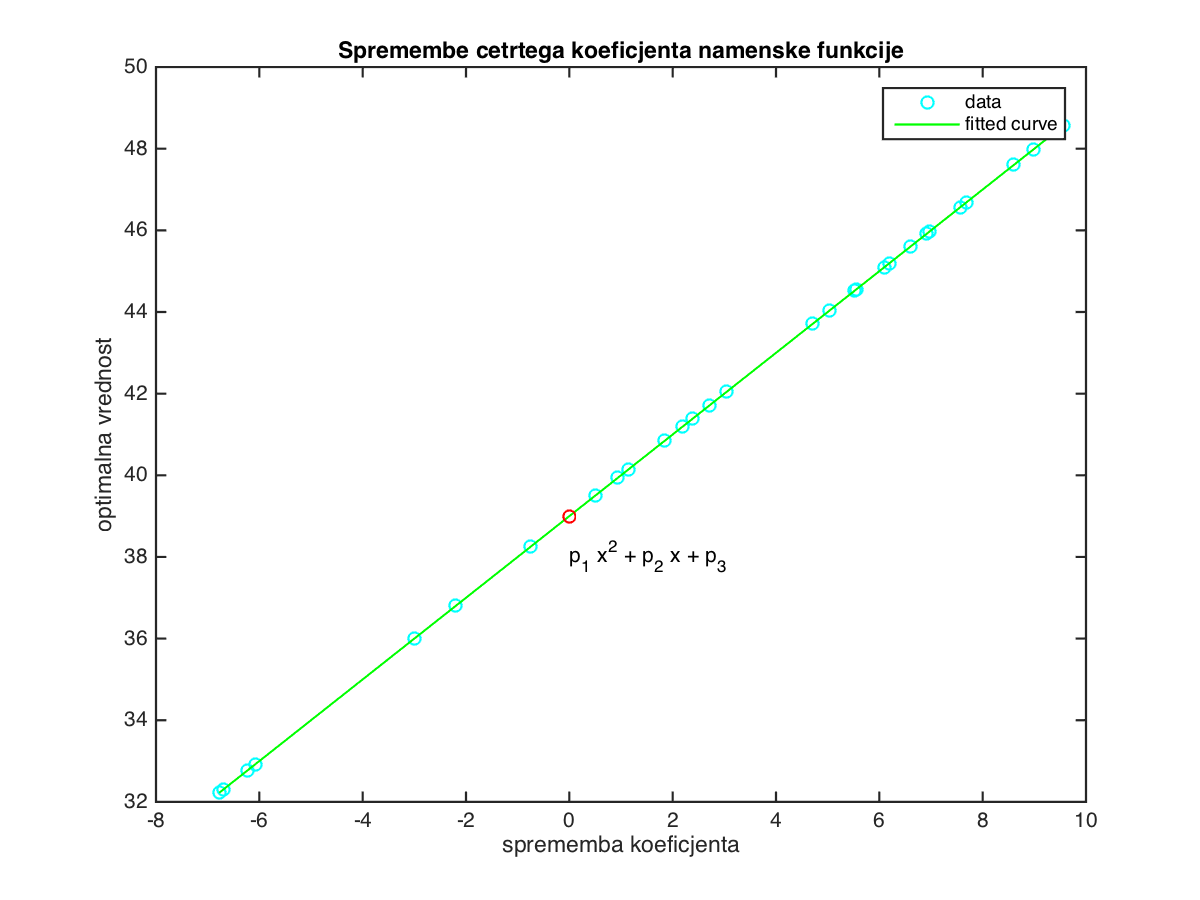 Spremembe cetrtega koeficjenta namenske funkcije
50
48
46
44
42
40
38
36
34
32
optimalna vrednost
data
fitted curve
p₁ x² + p₂ x + p₃
-8 -6 -4 -2 0 2 4 6 8 10
sprememba koeficjenta